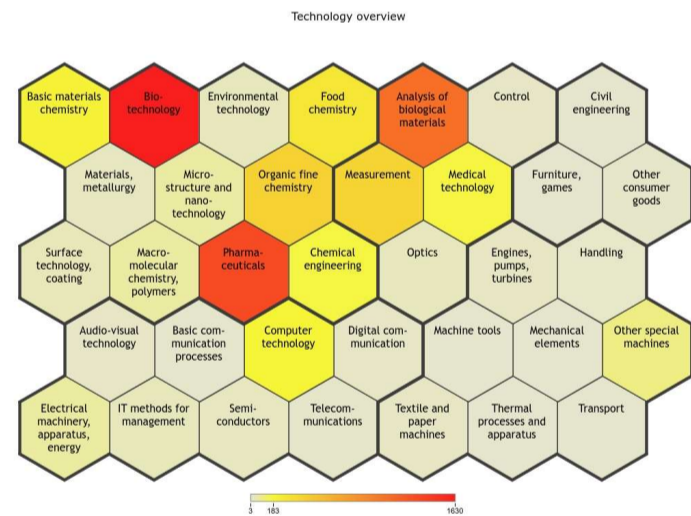 Technology overview
Basic materials
chemistry
Bio-
technology
Environmental
technology
Food
chemistry
Analysis of
biological
materials
Control
Civil
engineering
Materials,
metallurgy
Micro-
structure and
nano-
technology
Organic fine
chemistry
Measurement
Medical
technology
Furniture,
games
Other
consumer
goods
Surface
technology,
coating
Macro-
molecular
chemistry,
polymers
Pharma-
ceuticals
Chemical
engineering
Optics
Engines,
pumps,
turbines
Handling
Audio-visual
technology
Basic com-
munication
processes
Computer
technology
Digital com-
munication
Machine tools
Mechanical
elements
Other special
machines
Electrical
machinery,
apparatus,
energy
IT methods for
management
Semi-
conductors
Telecom-
munications
Textile and
paper
machines
Thermal
processes and
apparatus
Transport
3 183 1630